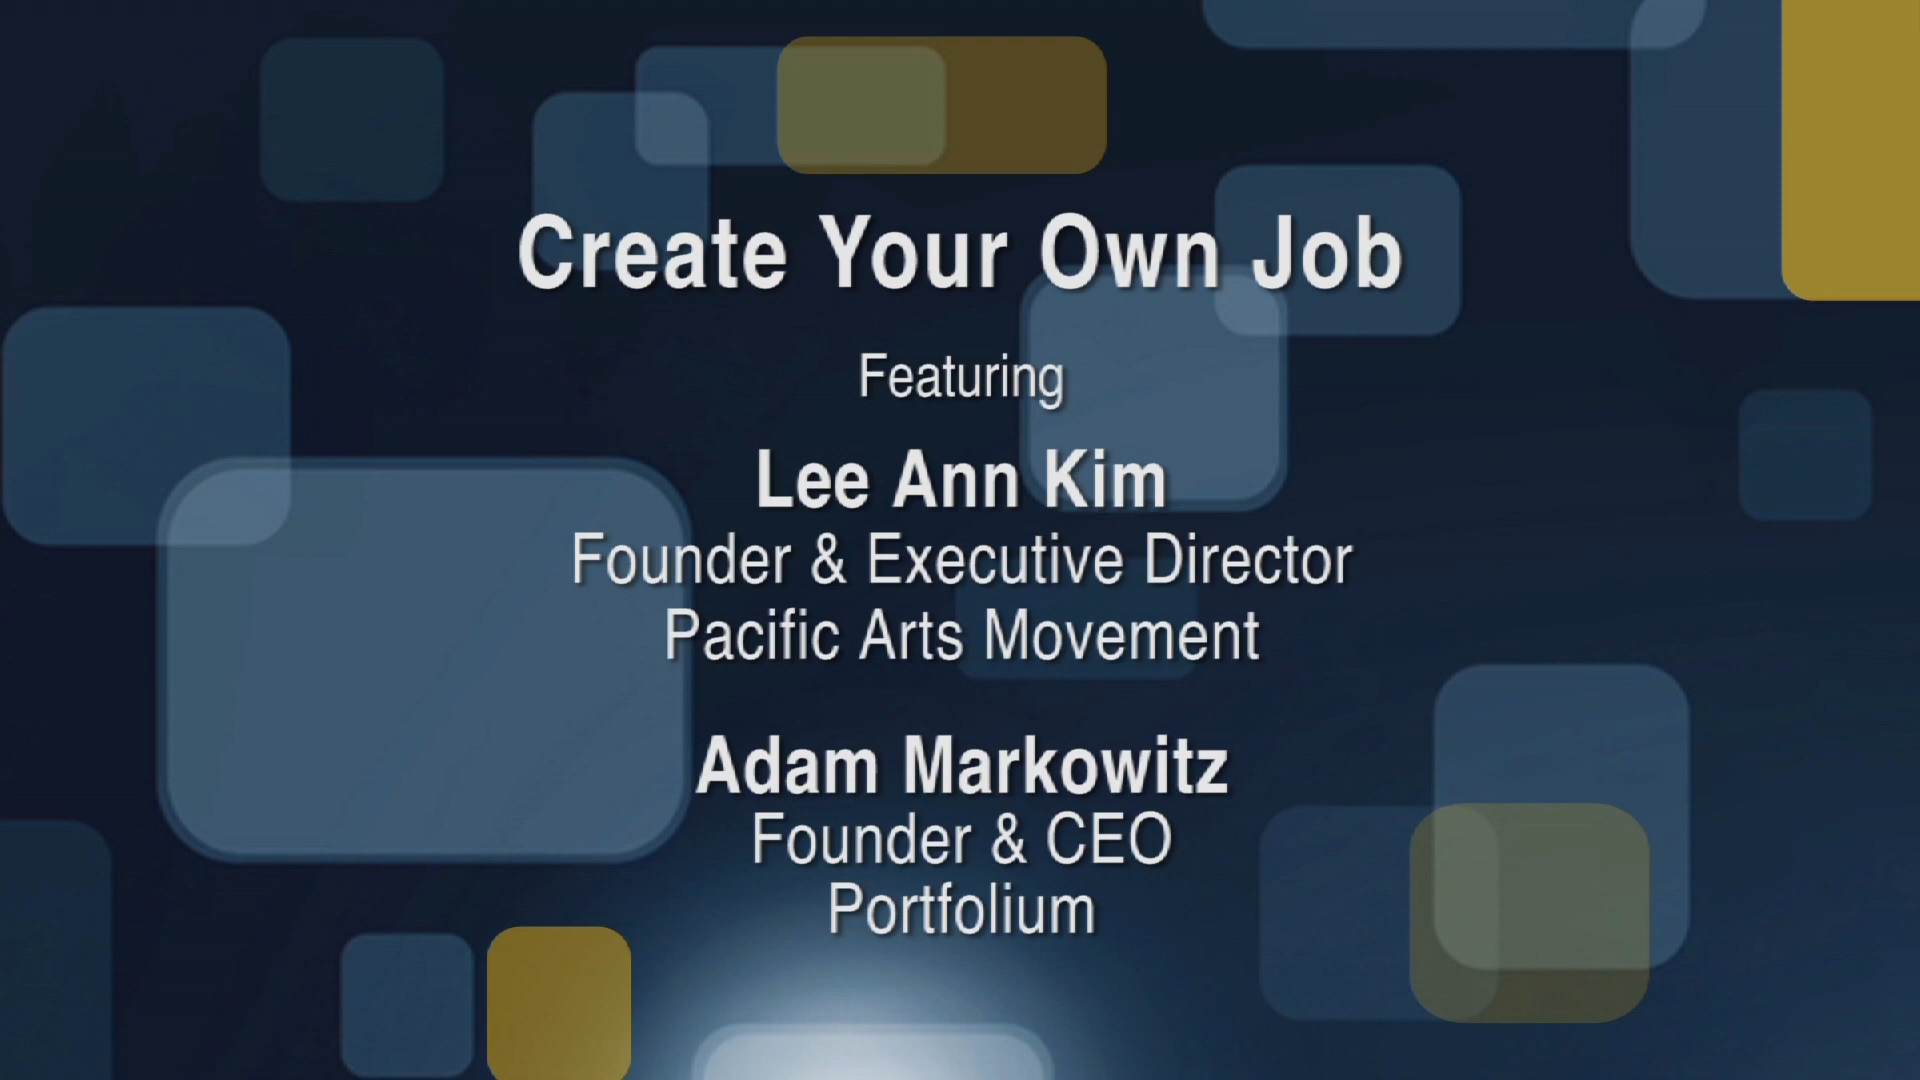 Create Your Own Job
Featuring
Lee Ann Kim
Founder & Executive Director
Pacific Arts Movement
Adam Markowitz
Founder & CEO
Portfolium